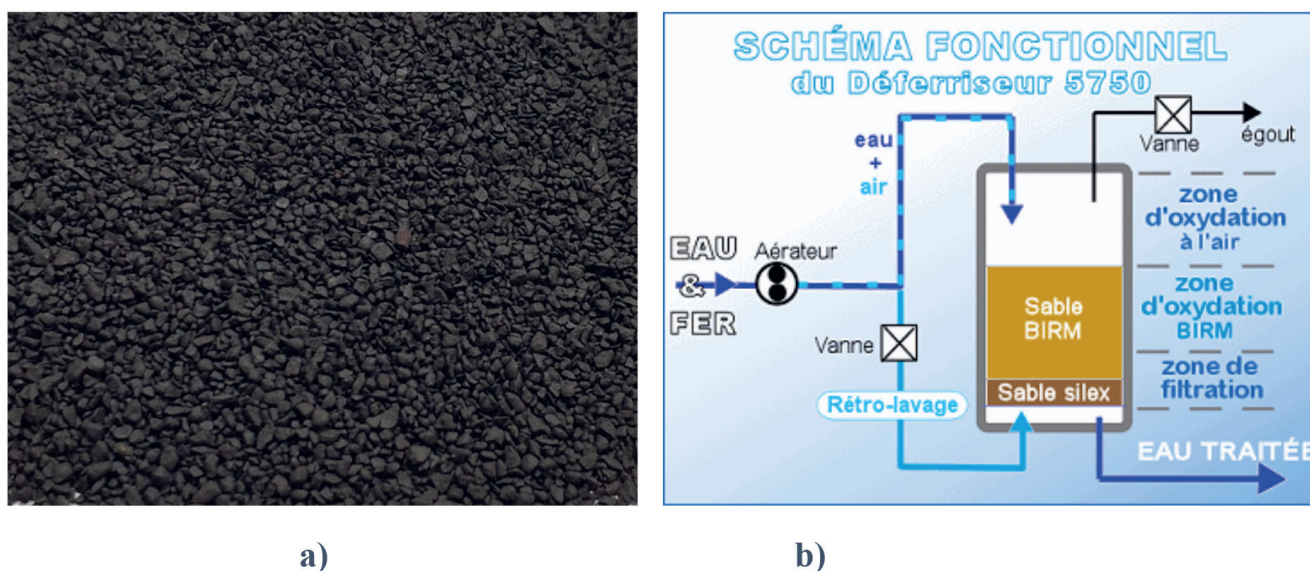 SCHÉMA FONCTIONNEL
du Déferriseur 5750
eau
+
air
Vanne
égout
zone
d'oxydation
à l'air
EAU
&
FER
Aérateur
Sable
BIRM
zone
d'oxydation
BIRM
Vanne
zone de
filtration
Sable silex
Rétro-lavage
EAU TRAITÉE
a)
b)